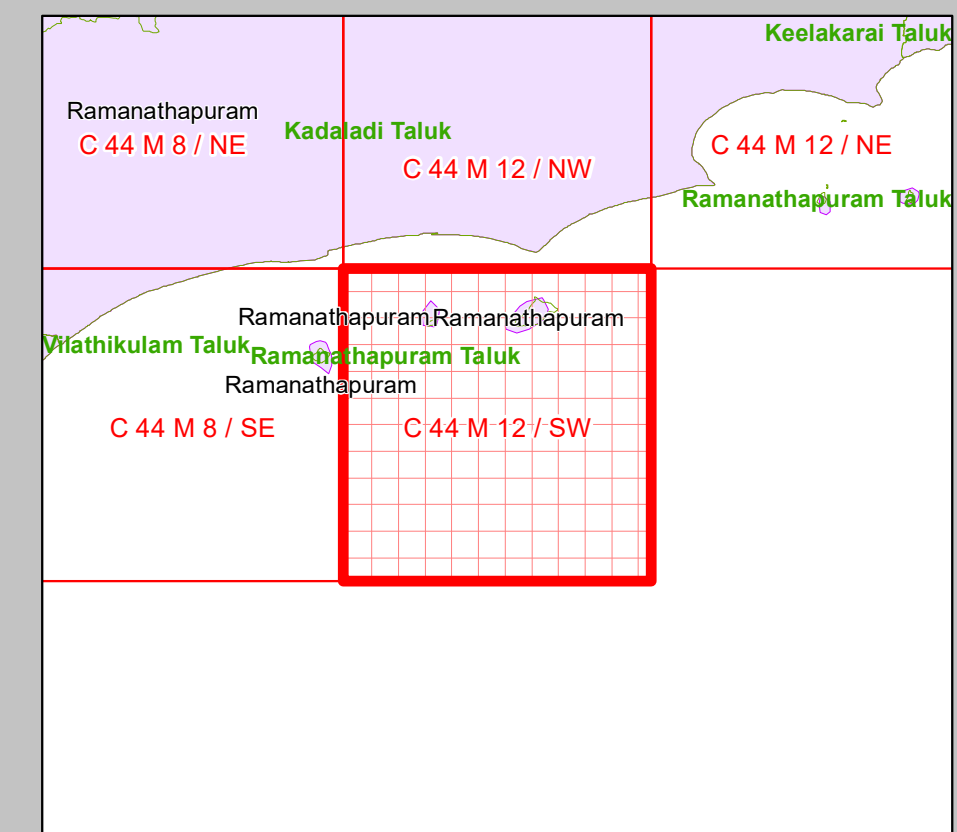 Keelakarai Taluk
Ramanathapuram
Kadaladi Taluk
C 44 M 8 / NE
C 44 M 12 / NE
C 44 M 12 / NW
Ramanathapuram Taluk
Ramanathapuram
Ramanathapuram
Vilathikulam Taluk
Ramanathapuram Taluk
Ramanathapuram
C 44 M 8 / SE
C 44 M 12 / SW